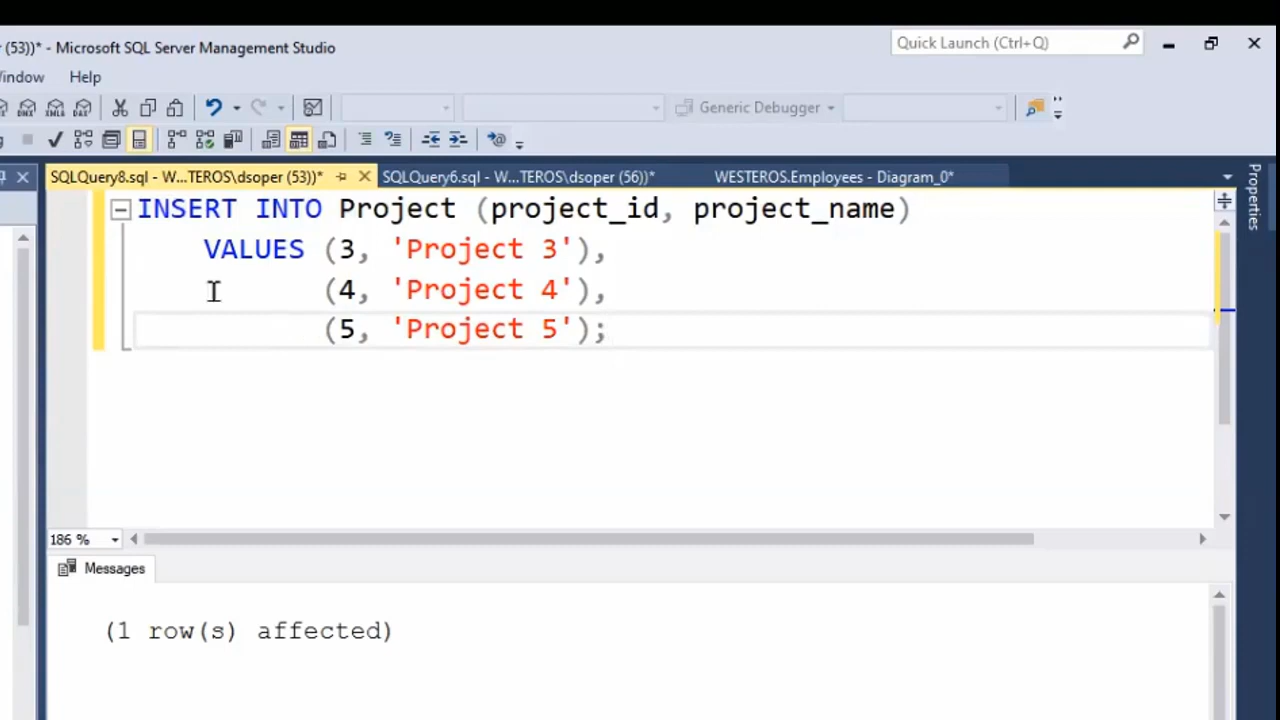 (53))* - Microsoft SQL Server Management Studio
Quick Launch (Ctrl+Q)
indow Help
Generic Debugger
SQLQuery8.sql - W...TEROS\dsoper (53))*
SQLQuery6.sql - W...TEROS\dsoper (56))*
WESTEROS.Employees - Diagram_0*
Properties
INSERT INTO Project (project_id, project_name)
VALUES (3, 'Project 3'),
(4, 'Project 4'),
(5, 'Project 5');
186 %
Messages
(1 row(s) affected)